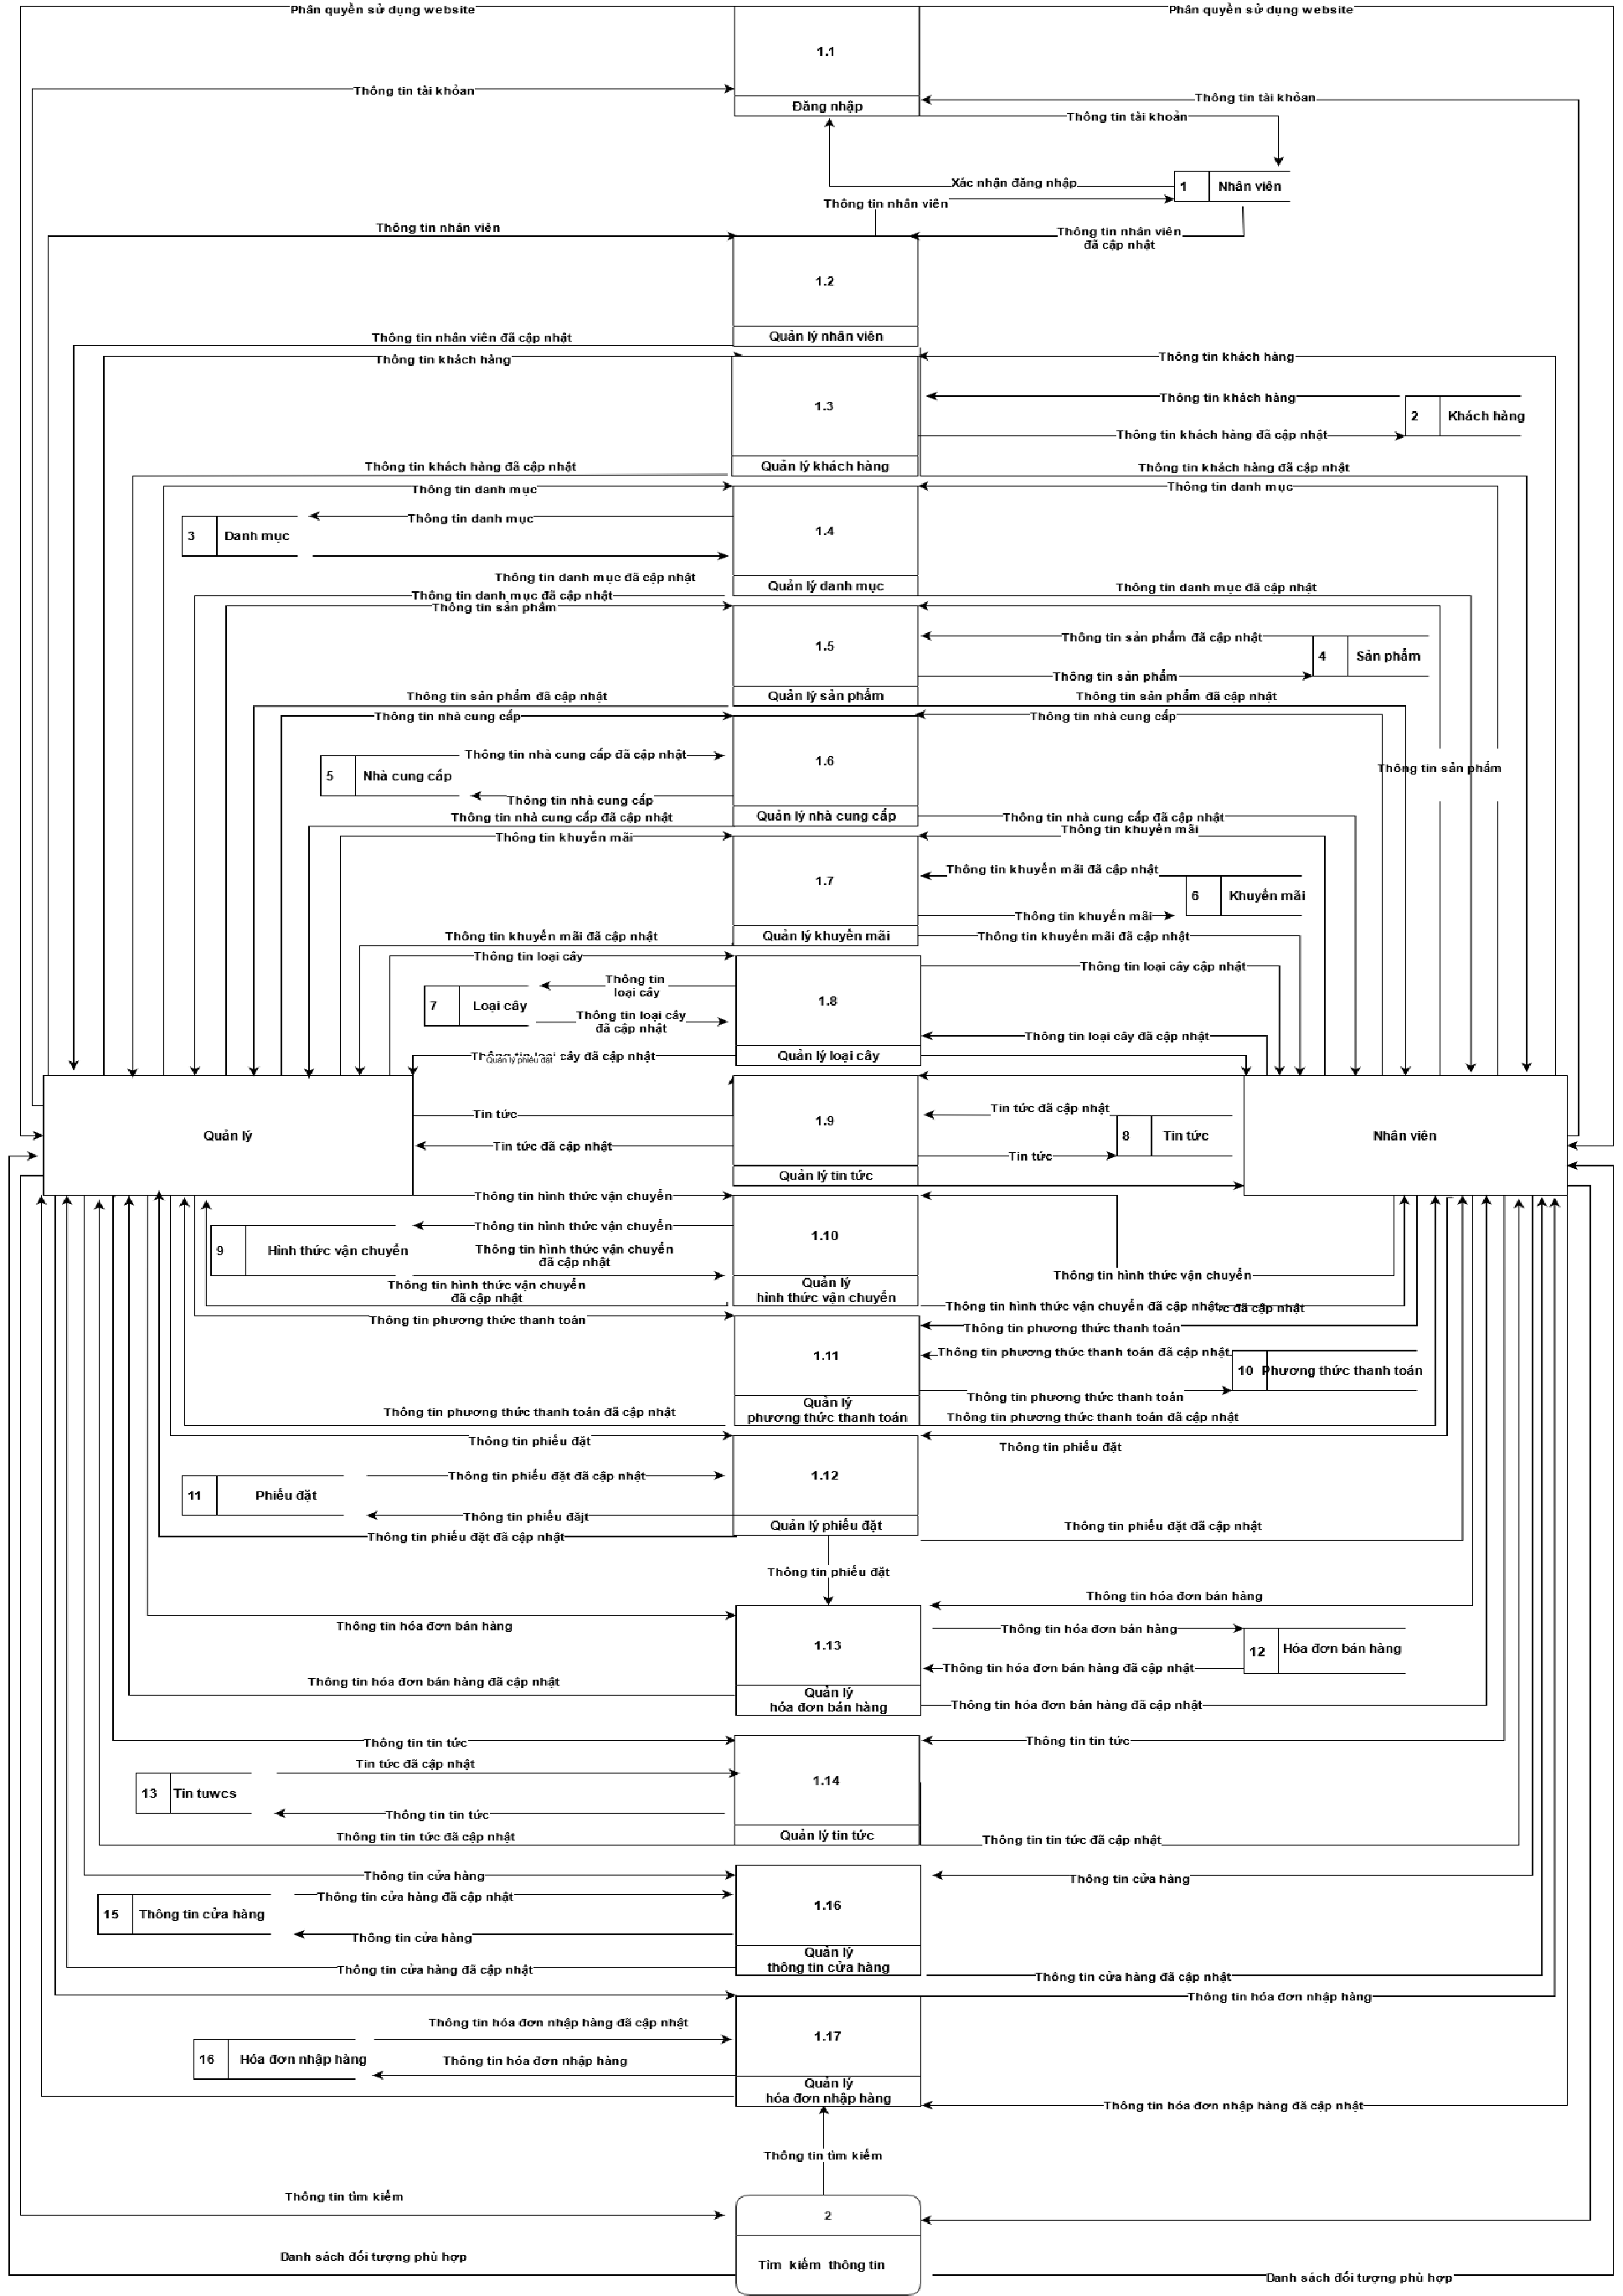 Phân quyền sử dụng website
Phân quyền sử dụng website
1.1
Thông tin tài khỏan
Thông tin tài khỏan
Đăng nhập
Thông tin tài khoản
Xác nhận đăng nhập
1
Nhân viên
Thông tin nhân viên
Thông tin nhân viên
Thông tin nhân viên
đã cập nhật
1.2
Quản lý nhân viên
Thông tin nhân viên đã cập nhật
Thông tin khách hàng
Thông tin khách hàng
Thông tin khách hàng
1.3
2
Khách hàng
Thông tin khách hàng đã cập nhật
Thông tin khách hàng đã cập nhật
Quản lý khách hàng
Thông tin khách hàng đã cập nhật
Thông tin danh mục
Thông tin danh mục
Thông tin danh mục
3
Danh mục
1.4
Thông tin danh mục đã cập nhật
Quản lý danh mục
Thông tin danh mục đã cập nhật
Thông tin danh mục đã cập nhật
Thông tin sản phẩm
Thông tin sản phẩm đã cập nhật
1.5
4
Sản phẩm
Thông tin sản phẩm
Thông tin sản phẩm đã cập nhật
Quản lý sản phẩm
Thông tin sản phẩm đã cập nhật
Thông tin nhà cung cấp
Thông tin nhà cung cấp
Thông tin nhà cung cấp đã cập nhật
1.6
Thông tin sản phẩm
5
Nhà cung cấp
Thông tin nhà cung cấp
Thông tin nhà cung cấp đã cập nhật
Quản lý nhà cung cấp
Thông tin nhà cung cấp đã cập nhật
Thông tin khuyến mãi
Thông tin khuyến mãi
Thông tin khuyến mãi đã cập nhật
1.7
6
Khuyến mãi
Thông tin khuyến mãi
Thông tin khuyến mãi đã cập nhật
Quản lý khuyến mãi
Thông tin khuyến mãi đã cập nhật
Thông tin loại cây
Thông tin loại cây cập nhật
Thông tin
loại cây
7
Loại cây
1.8
Thông tin loại cây
đã cập nhật
Thông tin loại cây đã cập nhật
Thông tin loại cây đã cập nhật
Quản lý phiếu đặt
Quản lý loại cây
Tin tức
1.9
Tin tức đã cập nhật
Quản lý
8
Tin tức
Nhân viên
Tin tức đã cập nhật
Tin tức
Quản lý tin tức
Thông tin hình thức vận chuyển
Thông tin hình thức vận chuyển
1.10
9
Hình thức vận chuyển
Thông tin hình thức vận chuyển
đã cập nhật
Thông tin hình thức vận chuyển
Thông tin hình thức vận chuyển
đã cập nhật
Quản lý
hình thức vận chuyển
Thông tin hình thức vận chuyển đã cập nhật
c đã cập nhật
Thông tin phương thức thanh toán
Thông tin phương thức thanh toán
1.11
Thông tin phương thức thanh toán đã cập nhật
10
Phương thức thanh toán
Thông tin phương thức thanh toán
Thông tin phương thức thanh toán đã cập nhật
Quản lý
phương thức thanh toán
Thông tin phương thức thanh toán đã cập nhật
Thông tin phiếu đặt
Thông tin phiếu đặt
Thông tin phiếu đặt đã cập nhật
1.12
11
Phiếu đặt
Thông tin phiếu đăjt
Quản lý phiếu đặt
Thông tin phiếu đặt đã cập nhật
Thông tin phiếu đặt đã cập nhật
Thông tin phiếu đặt
Thông tin hóa đơn bán hàng
Thông tin hóa đơn bán hàng
Thông tin hóa đơn bán hàng
1.13
12
Hóa đơn bán hàng
Thông tin hóa đơn bán hàng đã cập nhật
Thông tin hóa đơn bán hàng đã cập nhật
Quản lý
hóa đơn bán hàng
Thông tin hóa đơn bán hàng đã cập nhật
Thông tin tin tức
Thông tin tin tức
Tin tức đã cập nhật
1.14
13
Tin tuwcs
Thông tin tin tức
Thông tin tin tức đã cập nhật
Quản lý tin tức
Thông tin tin tức đã cập nhật
Thông tin cửa hàng
Thông tin cửa hàng
Thông tin cửa hàng đã cập nhật
1.16
15
Thông tin cửa hàng
Thông tin cửa hàng
Quản lý
thông tin cửa hàng
Thông tin cửa hàng đã cập nhật
Thông tin cửa hàng đã cập nhật
Thông tin hóa đơn nhập hàng
Thông tin hóa đơn nhập hàng đã cập nhật
1.17
16
Hóa đơn nhập hàng
Thông tin hóa đơn nhập hàng
Quản lý
hóa đơn nhập hàng
Thông tin hóa đơn nhập hàng đã cập nhật
Thông tin tìm kiếm
Thông tin tìm kiếm
2
Danh sách đối tượng phù hợp
Tìm kiếm thông tin
Danh sách đối tượng phù hợp